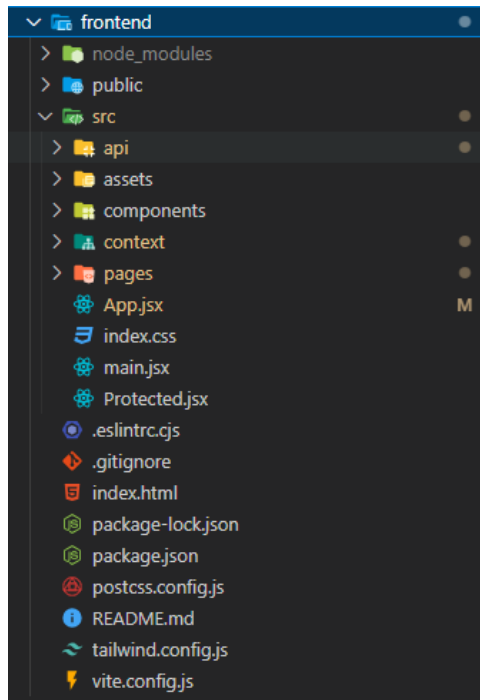 frontend
node_modules
public
src
api
assets
components
context
pages
App.jsx M
index.css
main.jsx
Protected.jsx
.eslintrc.cjs
.gitignore
index.html
package-lock.json
package.json
postcss.config.js
README.md
tailwind.config.js
vite.config.js